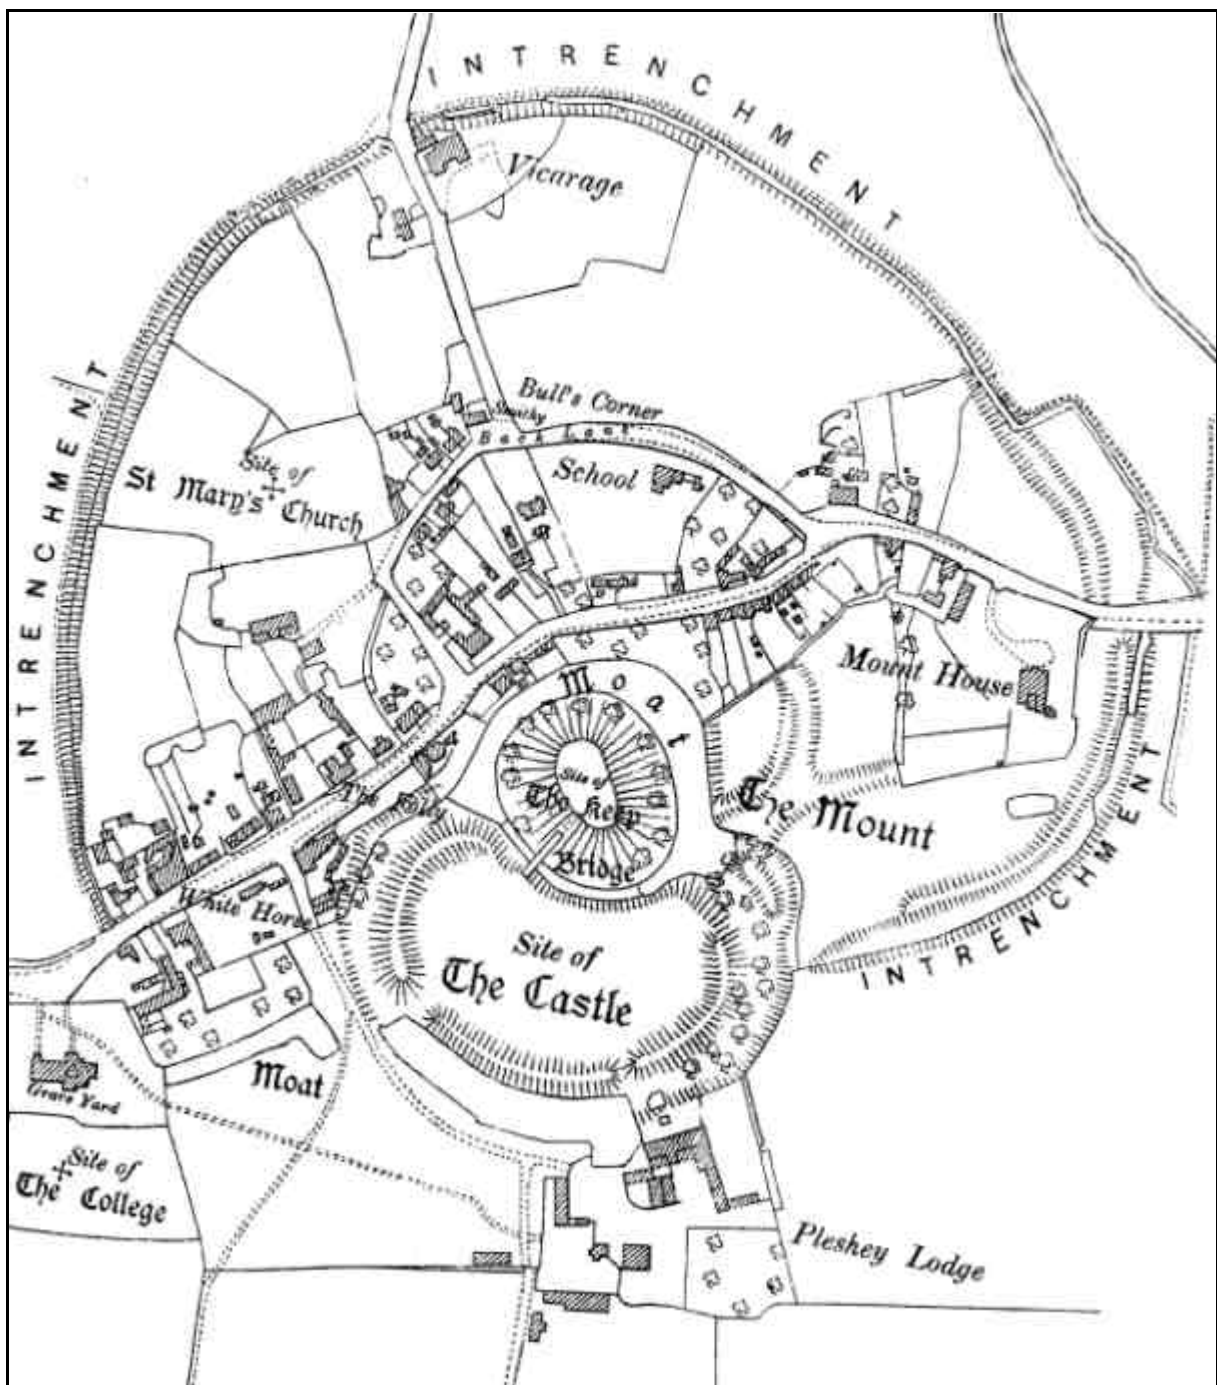 INTRENCHMENT
Vicarage
Bull's Corner
Smithy
Back Lane
School
Site of
St Mary's Church
INTRENCHMENT
Mount House
Moat
Site of
The Keep
The Mount
The
Bridge
White Horse
INTRENCHMENT
Site of
The Castle
Moat
Grave Yard
Site of
The College
Pleshey Lodge